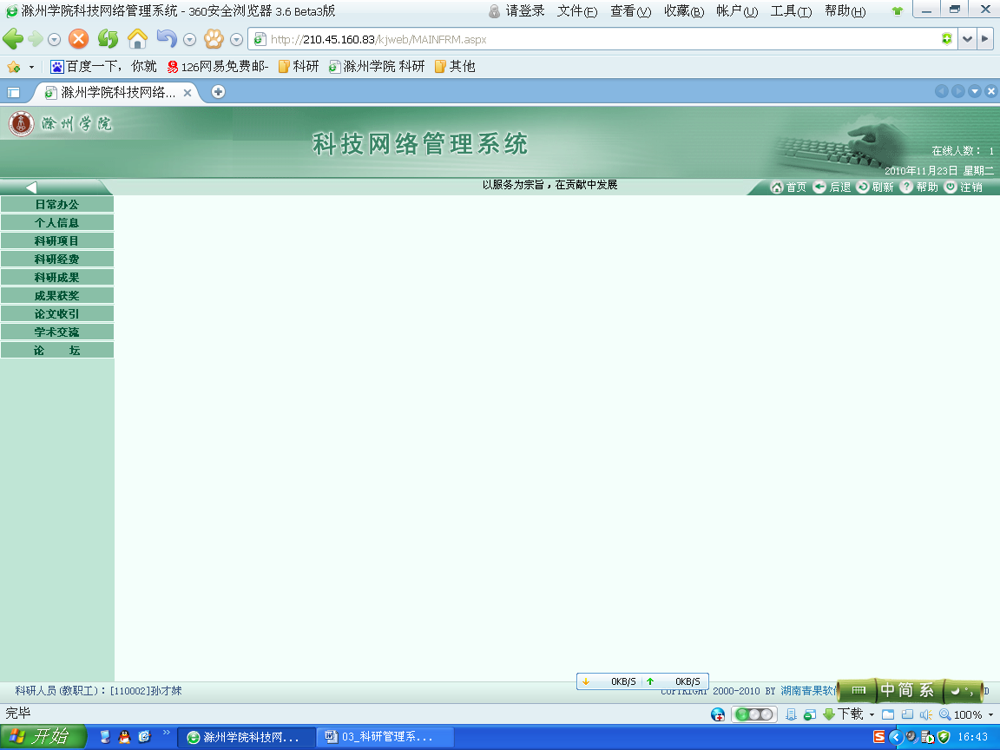 滁州学院科技网络管理系统 - 360安全浏览器 3.6 Beta3版 请登录 文件(F) 查看(V) 收藏(B) 帐户(U) 工具(T) 帮助(H)
http://210.45.160.83/kjweb/MAINFRM.aspx
百度一下，你就 126网易免费邮- 科研 滁州学院 科研 其他
滁州学院科技网络...
滁州学院
科技网络管理系统
在线人数： 1
2010年11月23日 星期二
以服务为宗旨，在贡献中发展
首页 后退 刷新 帮助 注销
日常办公
个人信息
科研项目
科研经费
科研成果
成果获奖
论文收引
学术交流
论 坛
0KB/S 0KB/S
科研人员(教职工)：[110002]孙才妹
COPYRIGHT 2000-2010 BY 湖南青果软件
中 简 系
完毕
下载 100%
开始 滁州学院科技网... 03_科研管理系... 16:43